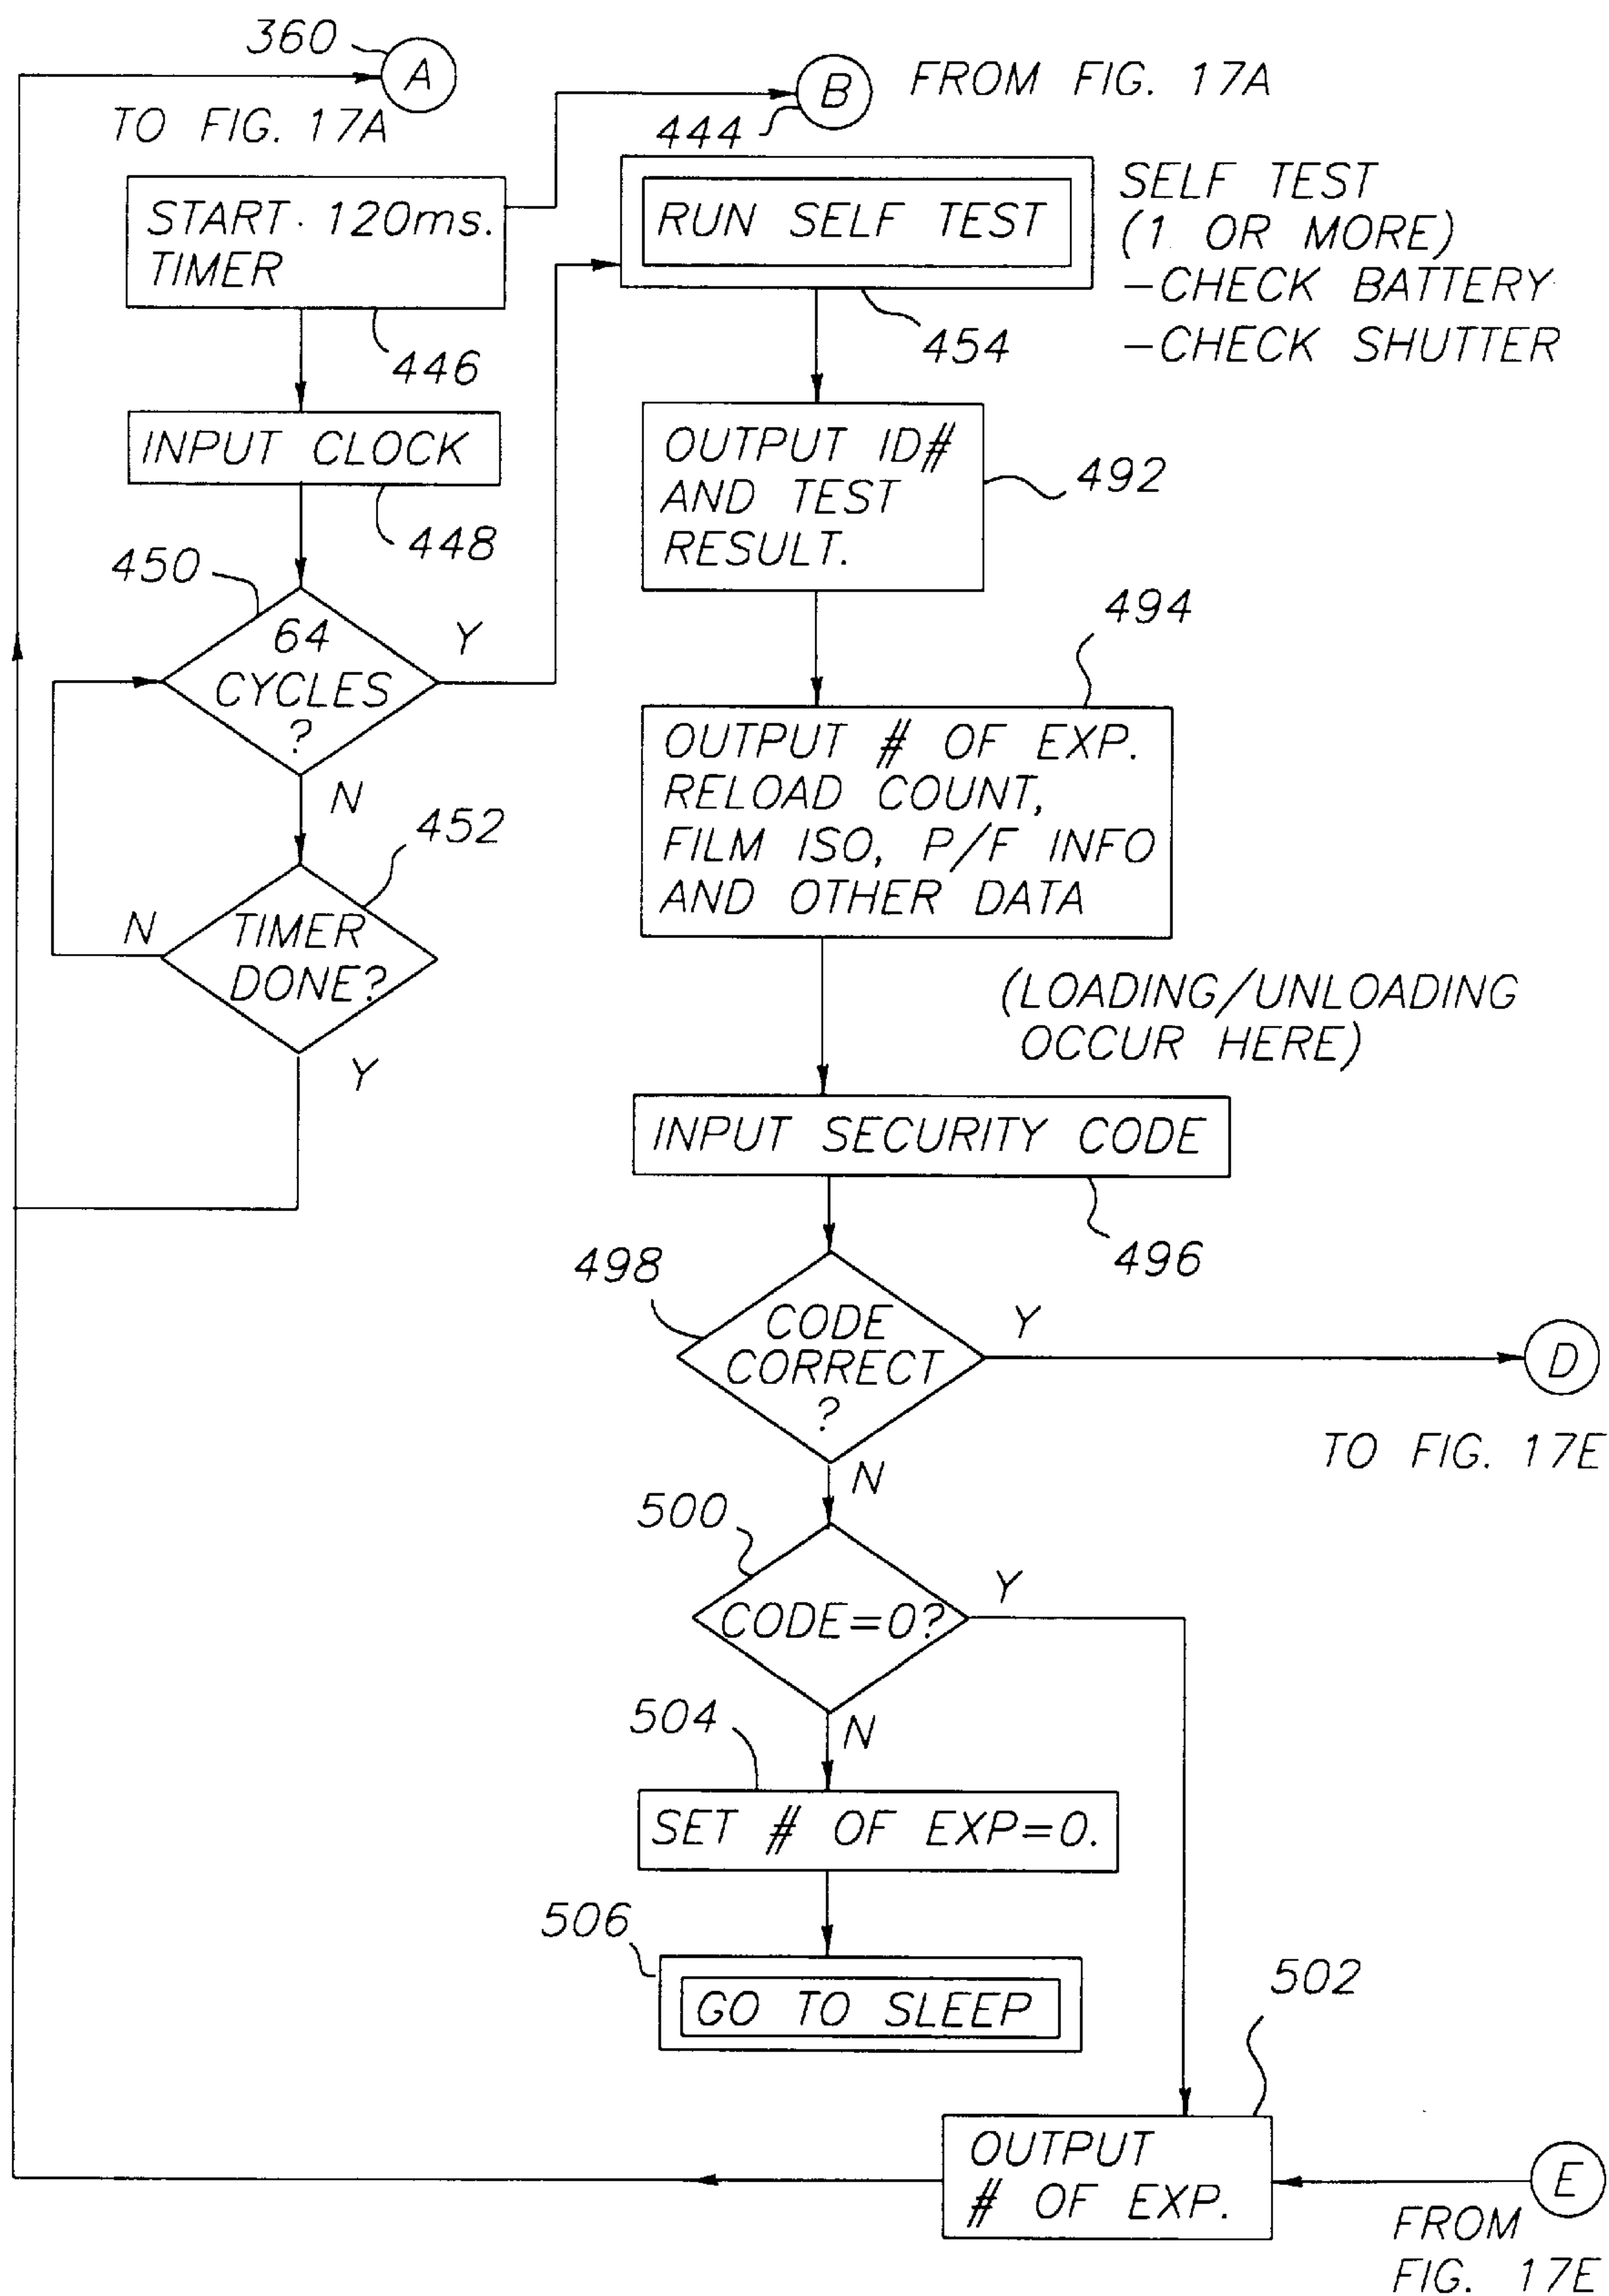 360
A
TO FIG. 17A
B
FROM FIG. 17A
444
START 120ms.
TIMER
446
RUN SELF TEST
454
SELF TEST
(1 OR MORE)
-CHECK BATTERY
-CHECK SHUTTER
INPUT CLOCK
448
OUTPUT ID#
AND TEST
RESULT.
492
450
64
CYCLES
?
Y
N
494
OUTPUT # OF EXP.
RELOAD COUNT,
FILM ISO, P/F INFO
AND OTHER DATA
452
TIMER
DONE?
N
Y
(LOADING/UNLOADING
OCCUR HERE)
INPUT SECURITY CODE
496
498
CODE
CORRECT
?
Y
D
TO FIG. 17E
N
500
CODE=0?
Y
N
504
SET # OF EXP=0.
506
GO TO SLEEP
502
OUTPUT
# OF EXP.
E
FROM
FIG. 17E